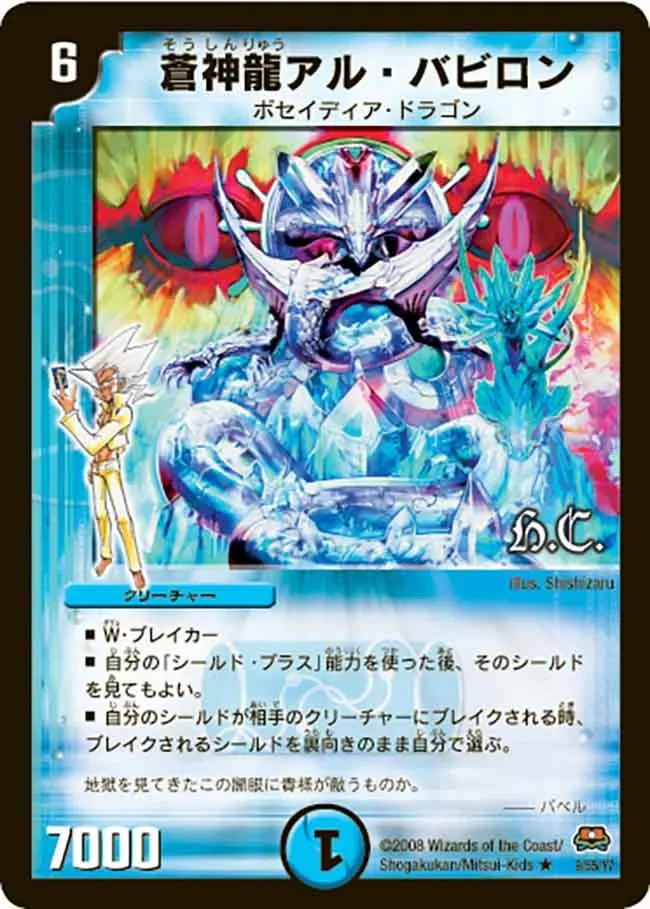 6
そうしんりゅう
蒼神龍アル・バビロン
ポセイディア・ドラゴン
h.C.
illus. Shishizaru
クリーチャー
■ W・ブレイカー
■ 自分の「シールド・プラス」能力を使った後、そのシールド
を見てもよい。
■ 自分のシールドが相手のクリーチャーにブレイクされる時、
ブレイクされるシールドを裏向きのまま自分で選ぶ。
地獄を見てきたこの闇眼に貴様が敵うものか。
—— バベル
7000
1
©2008 Wizards of the Coast/
Shogakukan/Mitsui-Kids ★ 9/55/Y7